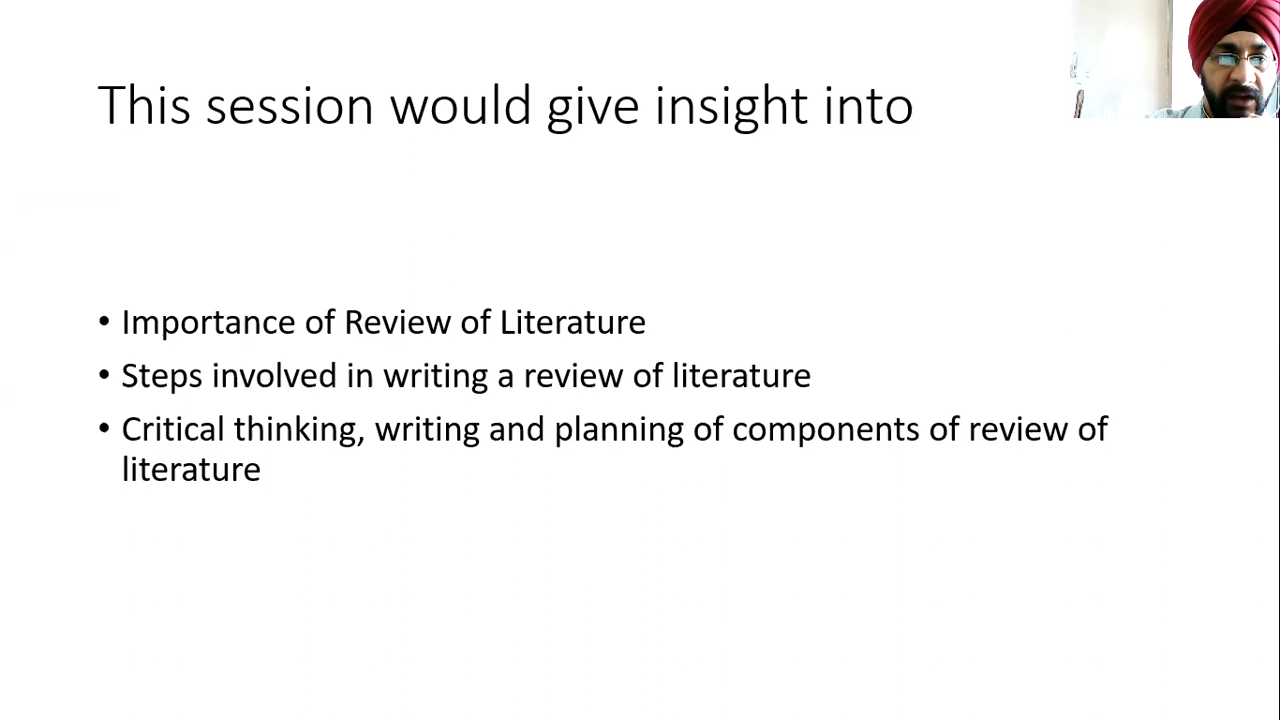 This session would give insight into
• Importance of Review of Literature
• Steps involved in writing a review of literature
• Critical thinking, writing and planning of components of review of
literature